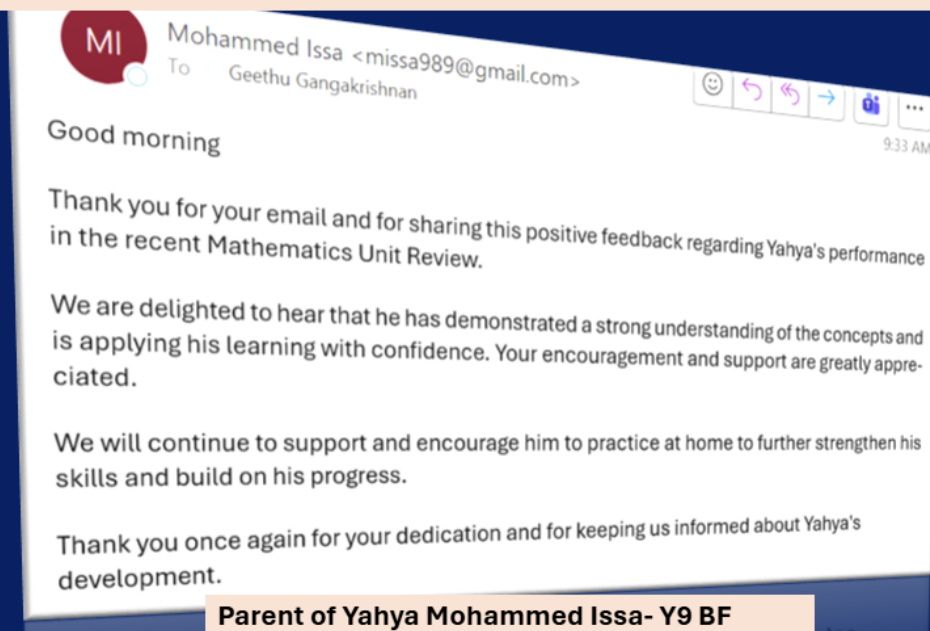 MI
Mohammed Issa <missa989@gmail.com>
To Geethu Gangakrishnan
9:33 AM
Good morning
Thank you for your email and for sharing this positive feedback regarding Yahya's performance
in the recent Mathematics Unit Review.
We are delighted to hear that he has demonstrated a strong understanding of the concepts and
is applying his learning with confidence. Your encouragement and support are greatly appre-
ciated.
We will continue to support and encourage him to practice at home to further strengthen his
skills and build on his progress.
Thank you once again for your dedication and for keeping us informed about Yahya's
development.
Parent of Yahya Mohammed Issa- Y9 BF